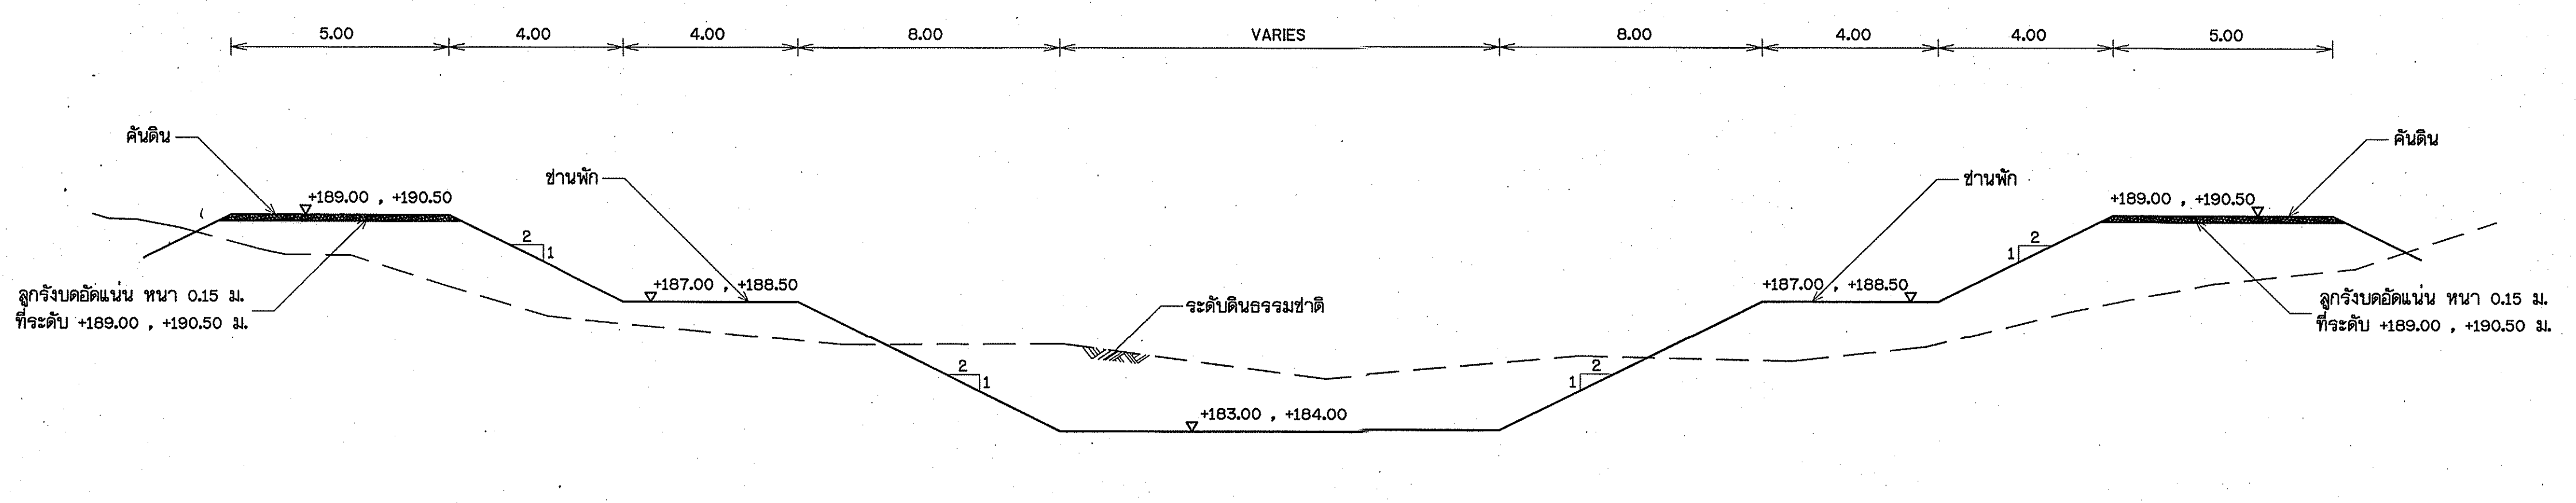 5.00 4.00 4.00 8.00 VARIES 8.00 4.00 4.00 5.00
คันดิน
คันดิน
ชานพัก
ชานพัก
+189.00 , +190.50
+189.00 , +190.50
2
1
2
1
+187.00 , +188.50
+187.00 , +188.50
ลูกรังบดอัดแน่น หนา 0.15 ม.
ที่ระดับ +189.00 , +190.50 ม.
ระดับดินธรรมชาติ
ลูกรังบดอัดแน่น หนา 0.15 ม.
ที่ระดับ +189.00 , +190.50 ม.
2
1
2
1
+183.00 , +184.00